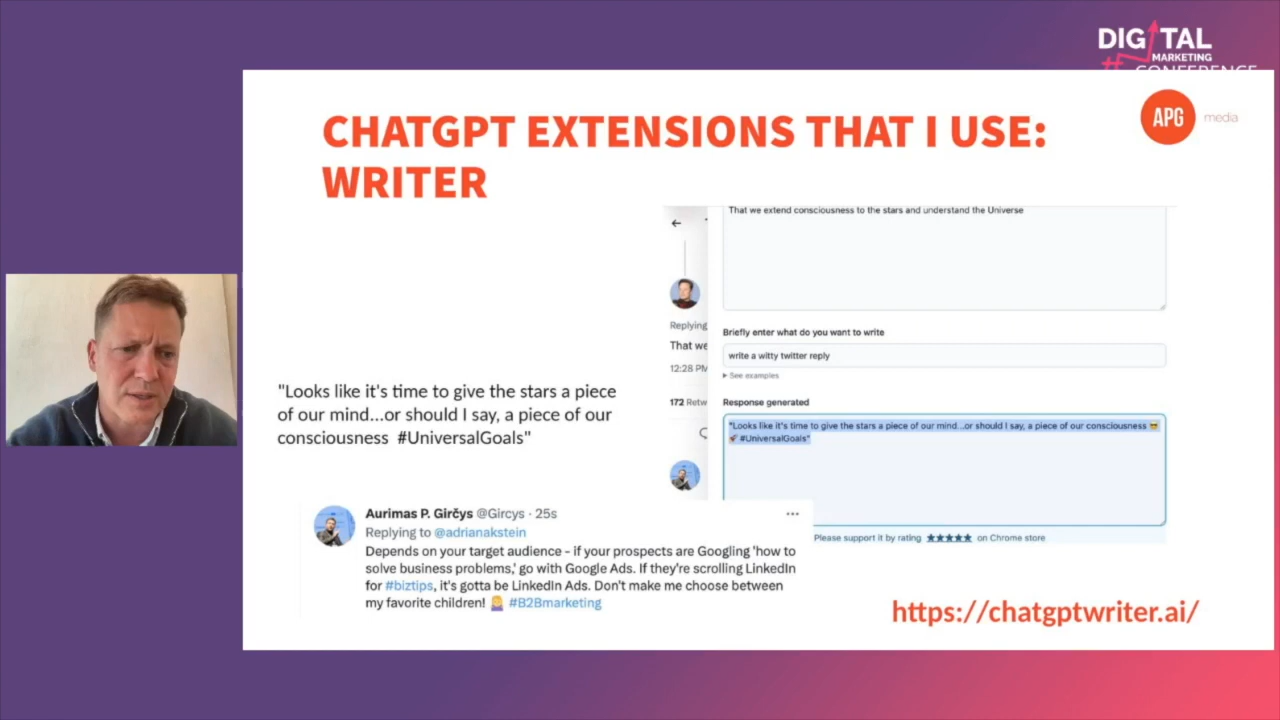 DIGITAL
MARKETING
#CONFERENCE
APG media
CHATGPT EXTENSIONS THAT I USE:
WRITER
That we extend consciousness to the stars and understand the Universe
Replying
That we
12:28 PM
172 Retw
Briefly enter what do you want to write
write a witty twitter reply
▸ See examples
Response generated
"Looks like it's time to give the stars a piece of our mind...or should I say, a piece of our consciousness 😎
🚀 #UniversalGoals"
Please support it by rating ★★★★★ on Chrome store
"Looks like it's time to give the stars a piece
of our mind...or should I say, a piece of our
consciousness #UniversalGoals"
Aurimas P. Girčys @Gircys · 25s
Replying to @adrianakstein
Depends on your target audience - if your prospects are Googling 'how to
solve business problems,' go with Google Ads. If they're scrolling LinkedIn
for #biztips, it's gotta be LinkedIn Ads. Don't make me choose between
my favorite children! 🤷‍♀️ #B2Bmarketing
https://chatgptwriter.ai/